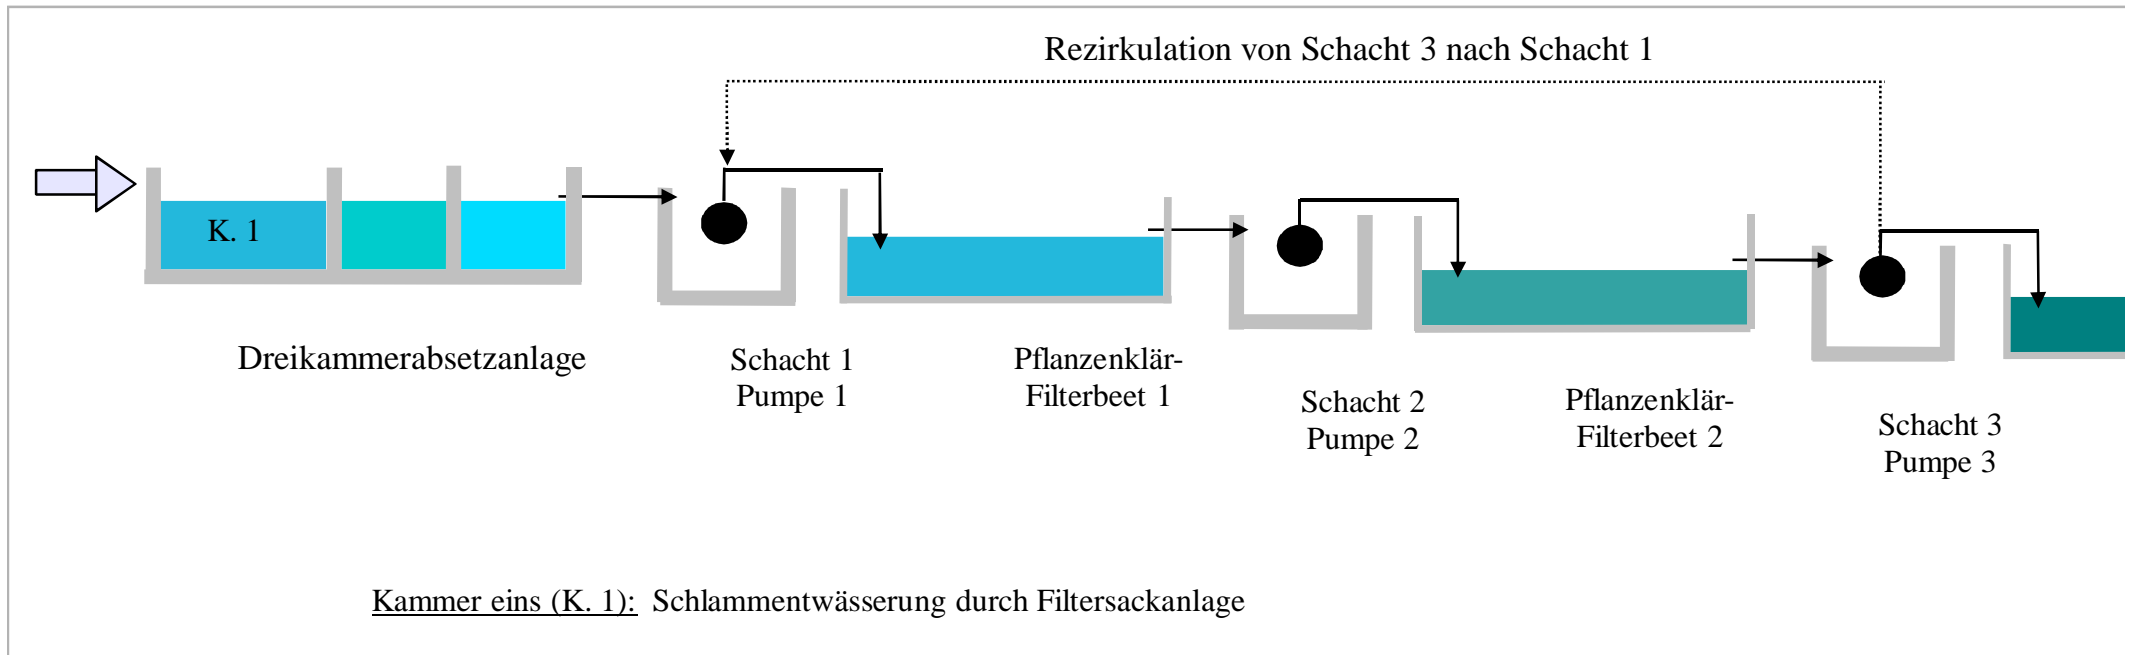 Rezirkulation von Schacht 3 nach Schacht 1
K. 1
Dreikammerabsetzanlage
Schacht 1
Pumpe 1
Pflanzenklär-
Filterbeet 1
Schacht 2
Pumpe 2
Pflanzenklär-
Filterbeet 2
Schacht 3
Pumpe 3
Kammer eins (K. 1): Schlammentwässerung durch Filtersackanlage